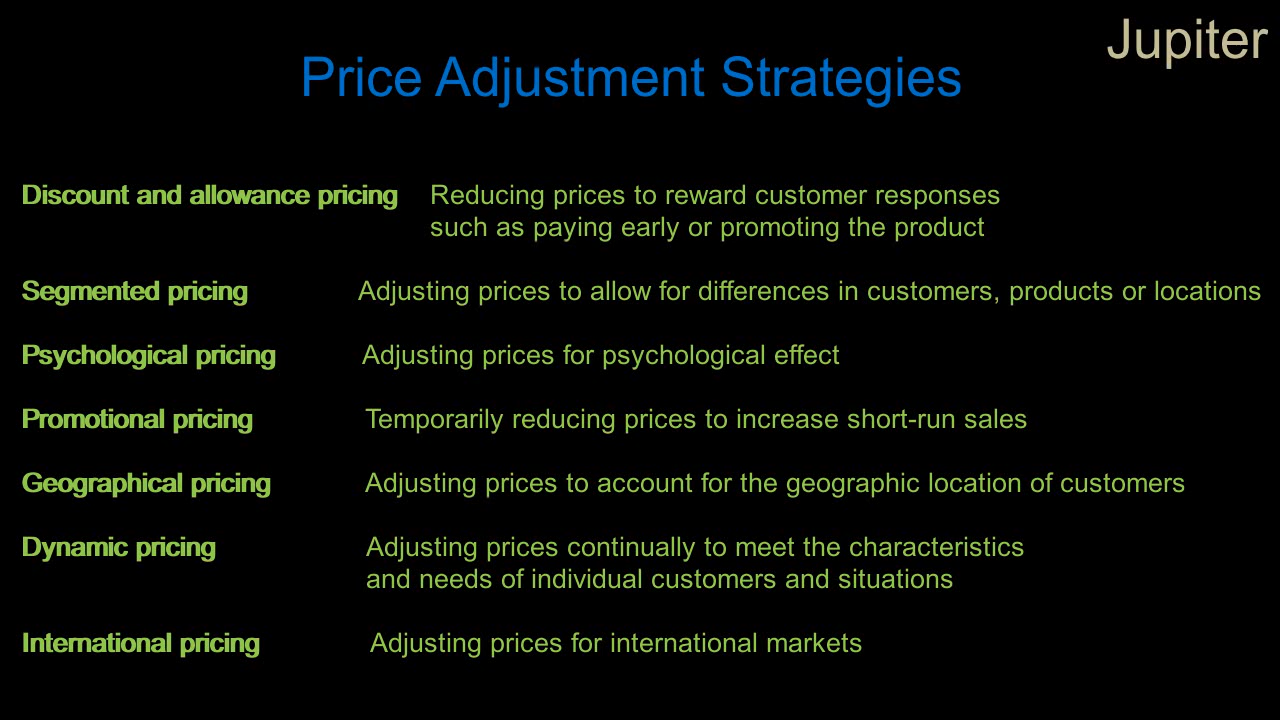 Jupiter
Price Adjustment Strategies
Discount and allowance pricing Reducing prices to reward customer responses
such as paying early or promoting the product
Segmented pricing Adjusting prices to allow for differences in customers, products or locations
Psychological pricing Adjusting prices for psychological effect
Promotional pricing Temporarily reducing prices to increase short-run sales
Geographical pricing Adjusting prices to account for the geographic location of customers
Dynamic pricing Adjusting prices continually to meet the characteristics
and needs of individual customers and situations
International pricing Adjusting prices for international markets